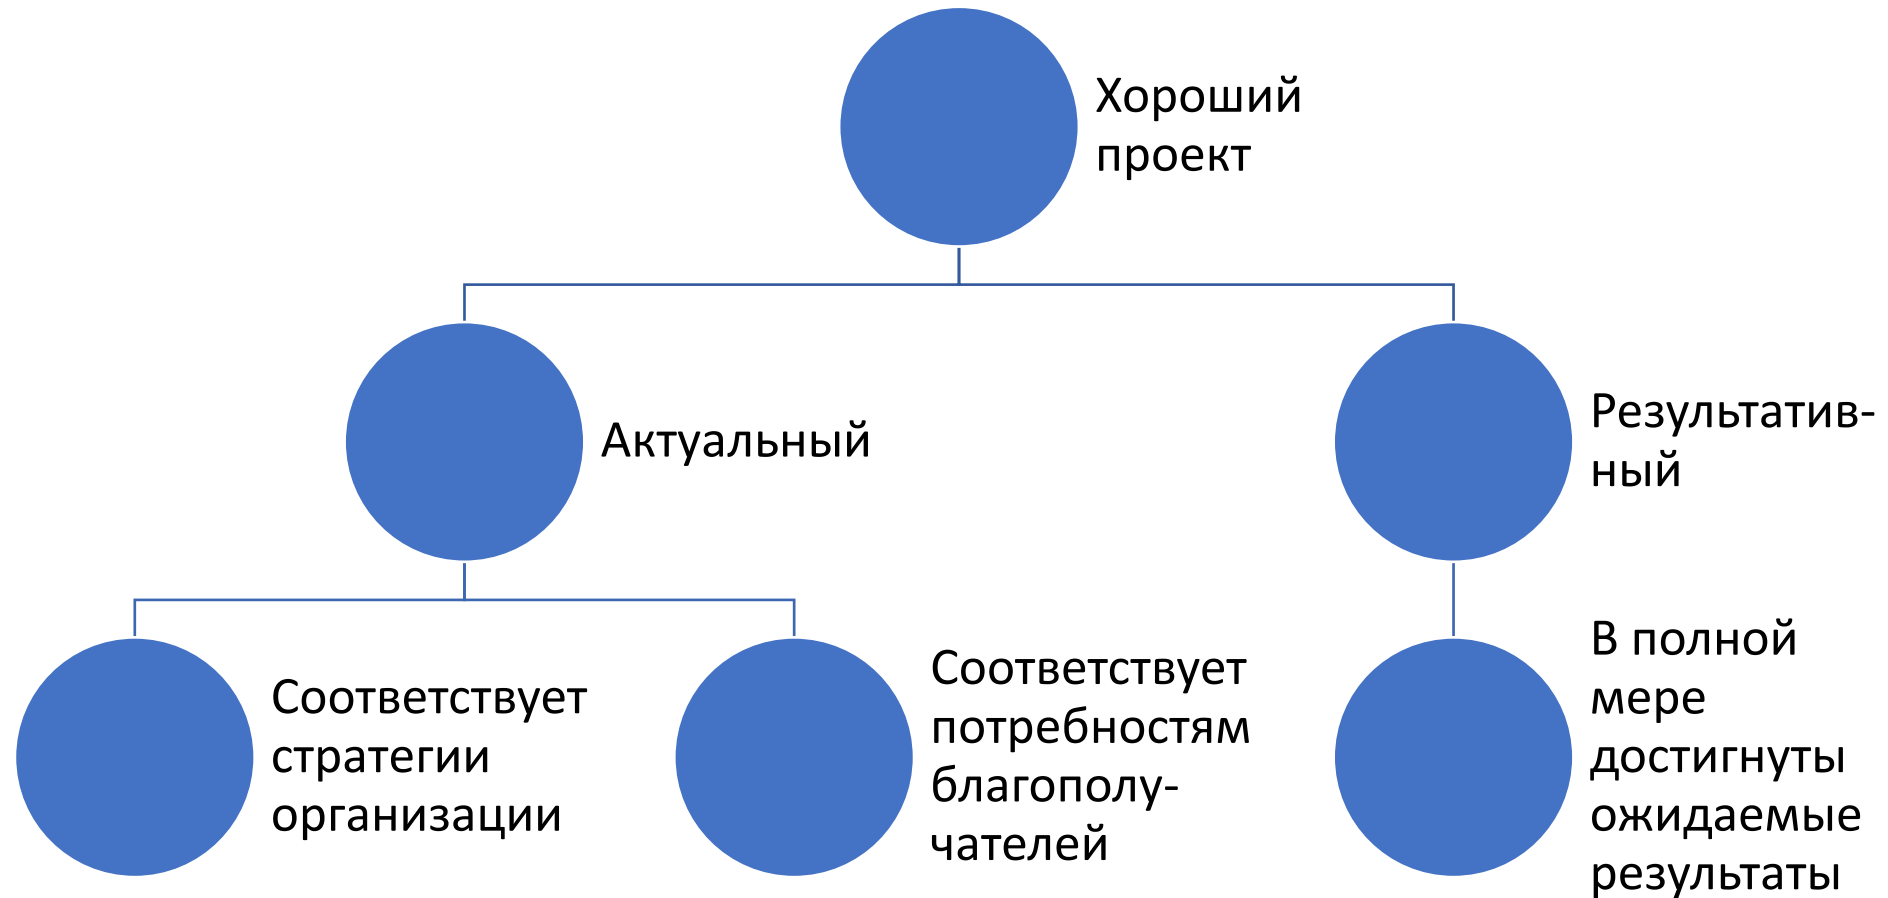 Хороший
проект
Актуальный
Результатив-
ный
Соответствует
стратегии
организации
Соответствует
потребностям
благополу-
чателей
В полной
мере
достигнуты
ожидаемые
результаты